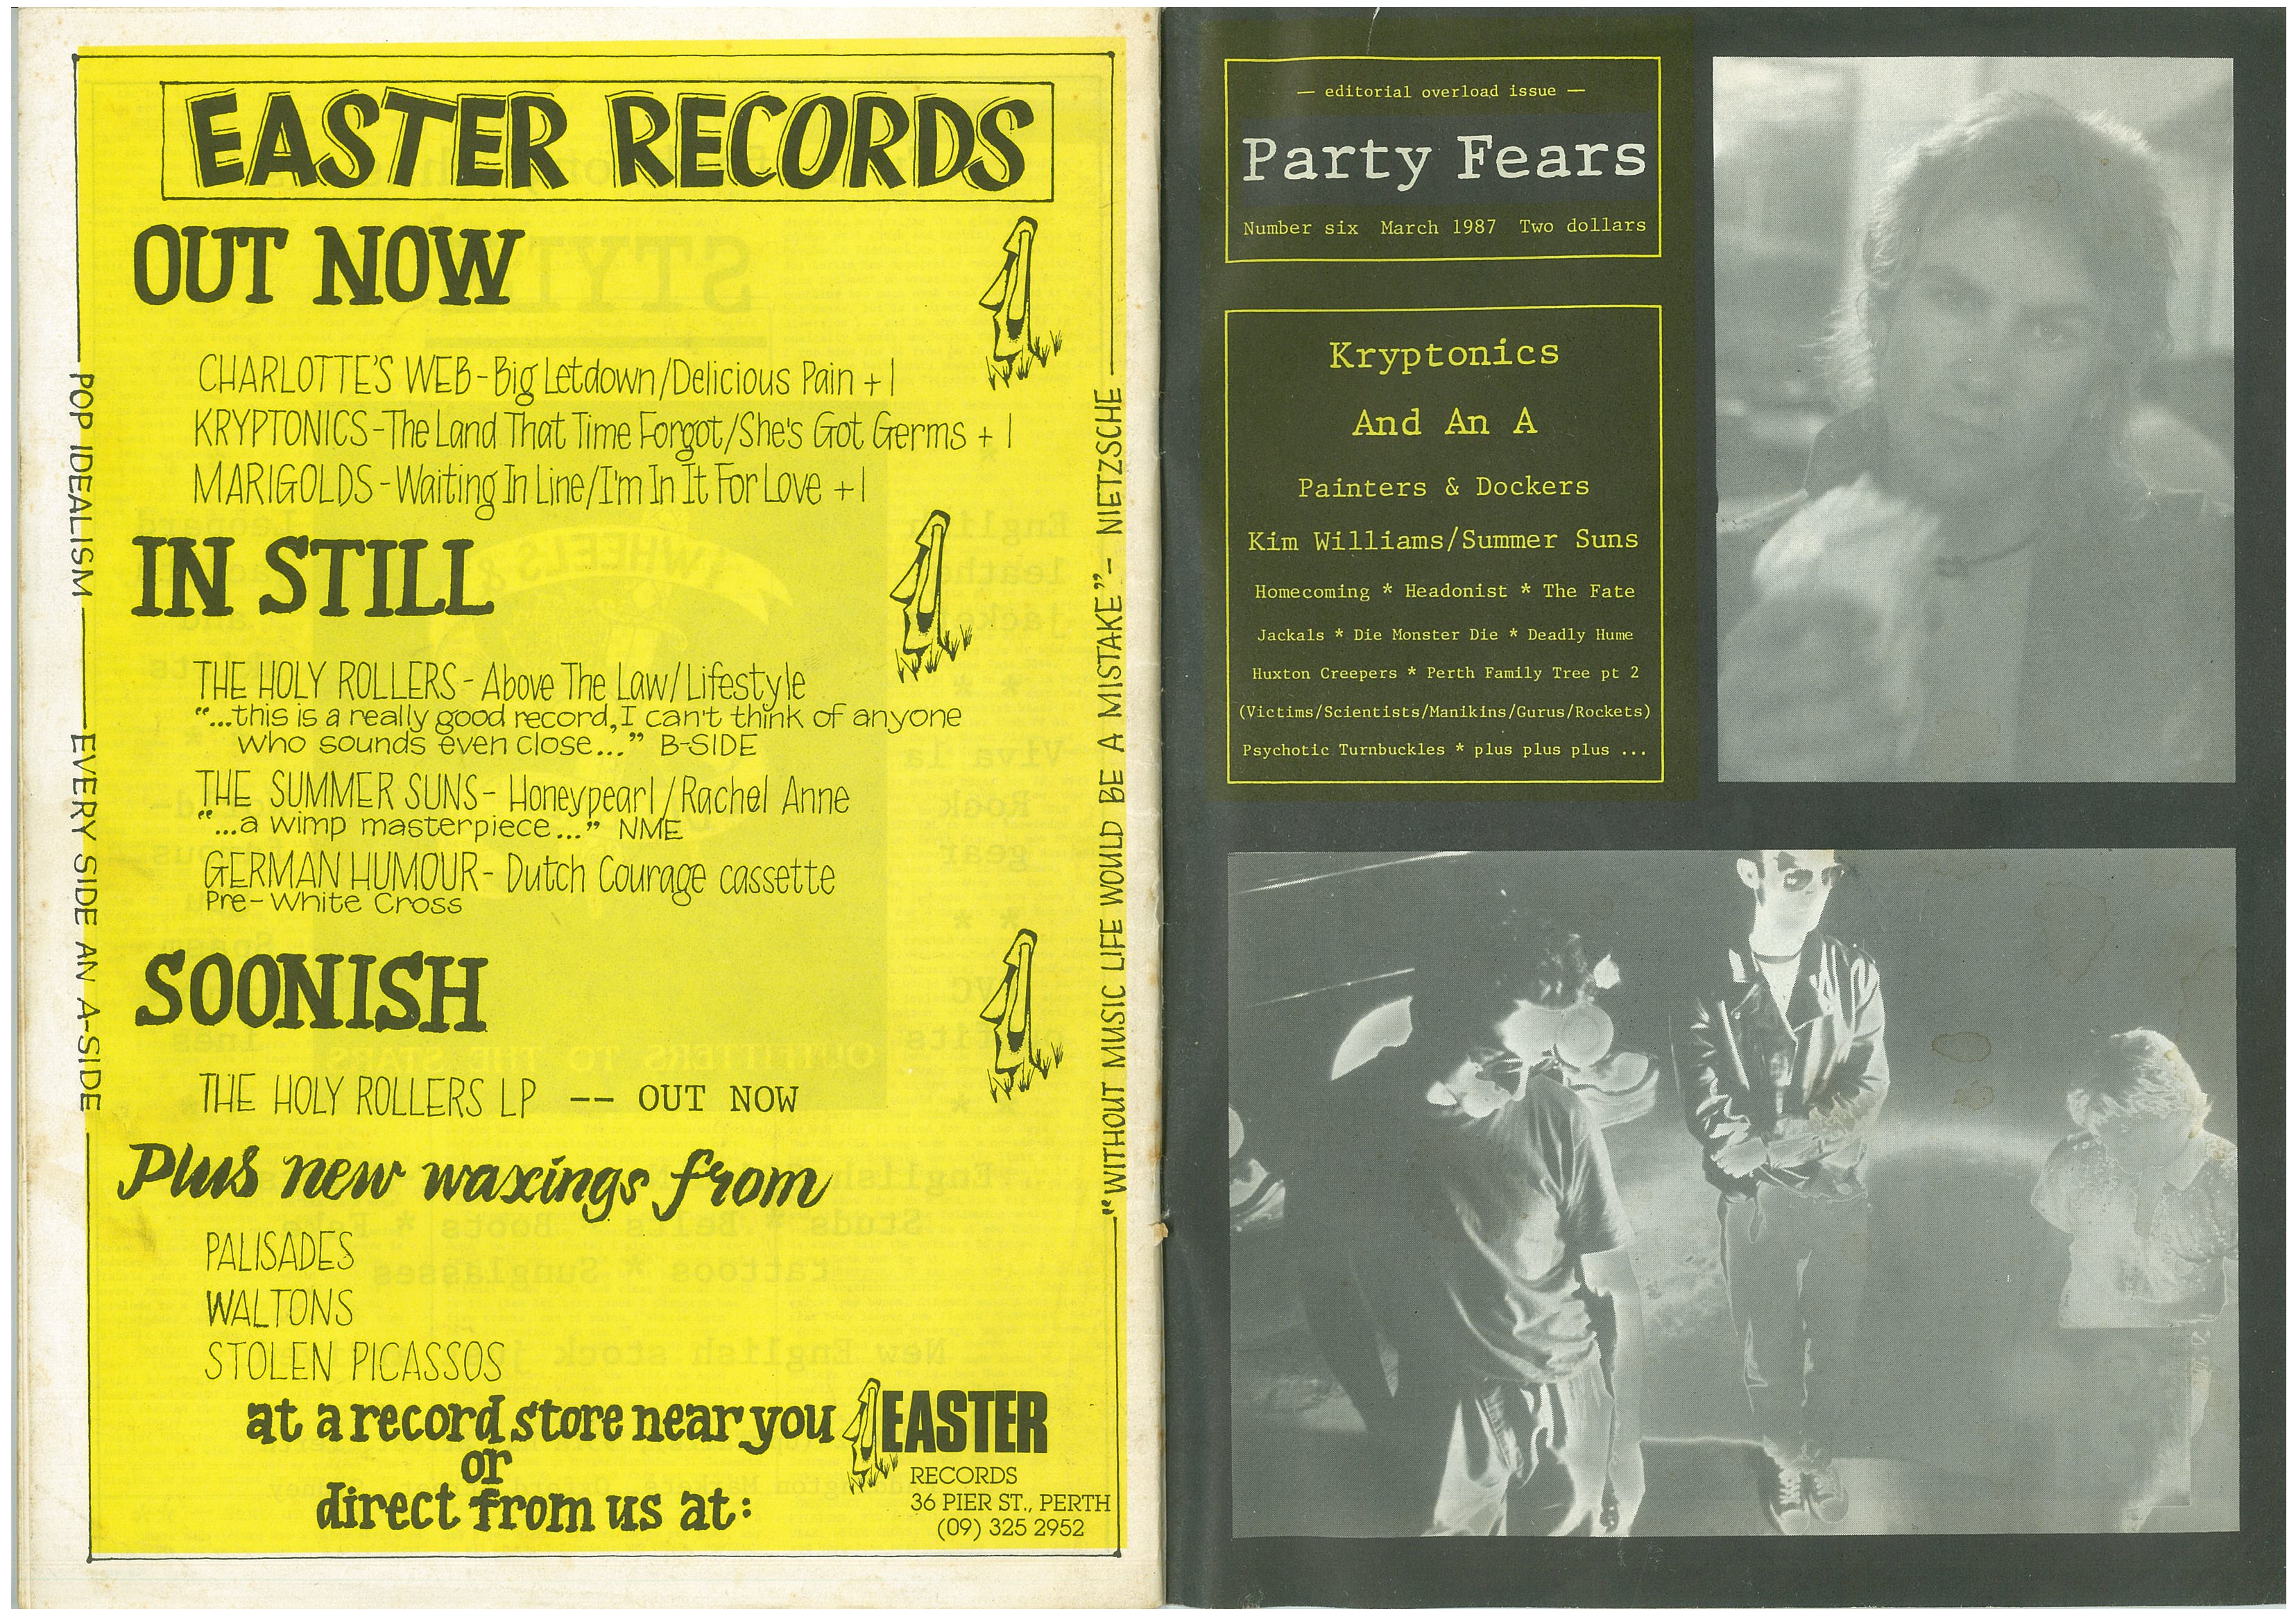 EASTER RECORDS
OUT NOW
CHARLOTTE'S WEB-Big Letdown/Delicious Pain + 1
KRYPTONICS-The Land That Time Forgot/She's Got Germs + 1
MARIGOLDS-Waiting In Line/I'm In It For Love + 1
IN STILL
THE HOLY ROLLERS- Above The Law/Lifestyle
"...this is a really good record, I can't think of anyone
who sounds even close..." B-SIDE
THE SUMMER SUNS- Honeypearl/Rachel Anne
"...a wimp masterpiece..." NME
GERMAN HUMOUR- Dutch Courage cassette
Pre-White Cross
SOONISH
THE HOLY ROLLERS LP -- OUT NOW
Plus new waxings from
PALISADES
WALTONS
STOLEN PICASSOS
at a record store near you
or
direct from us at:
EASTER
RECORDS
36 PIER ST., PERTH
(09) 325 2952
POP IDEALISM — EVERY SIDE AN A-SIDE
"WITHOUT MUSIC LIFE WOULD BE A MISTAKE"- NIETZSCHE
— editorial overload issue —
Party Fears
Number six March 1987 Two dollars
Kryptonics
And An A
Painters & Dockers
Kim Williams/Summer Suns
Homecoming * Headonist * The Fate
Jackals * Die Monster Die * Deadly Hume
Huxton Creepers * Perth Family Tree pt 2
(Victims/Scientists/Manikins/Gurus/Rockets)
Psychotic Turnbuckles * plus plus plus ...